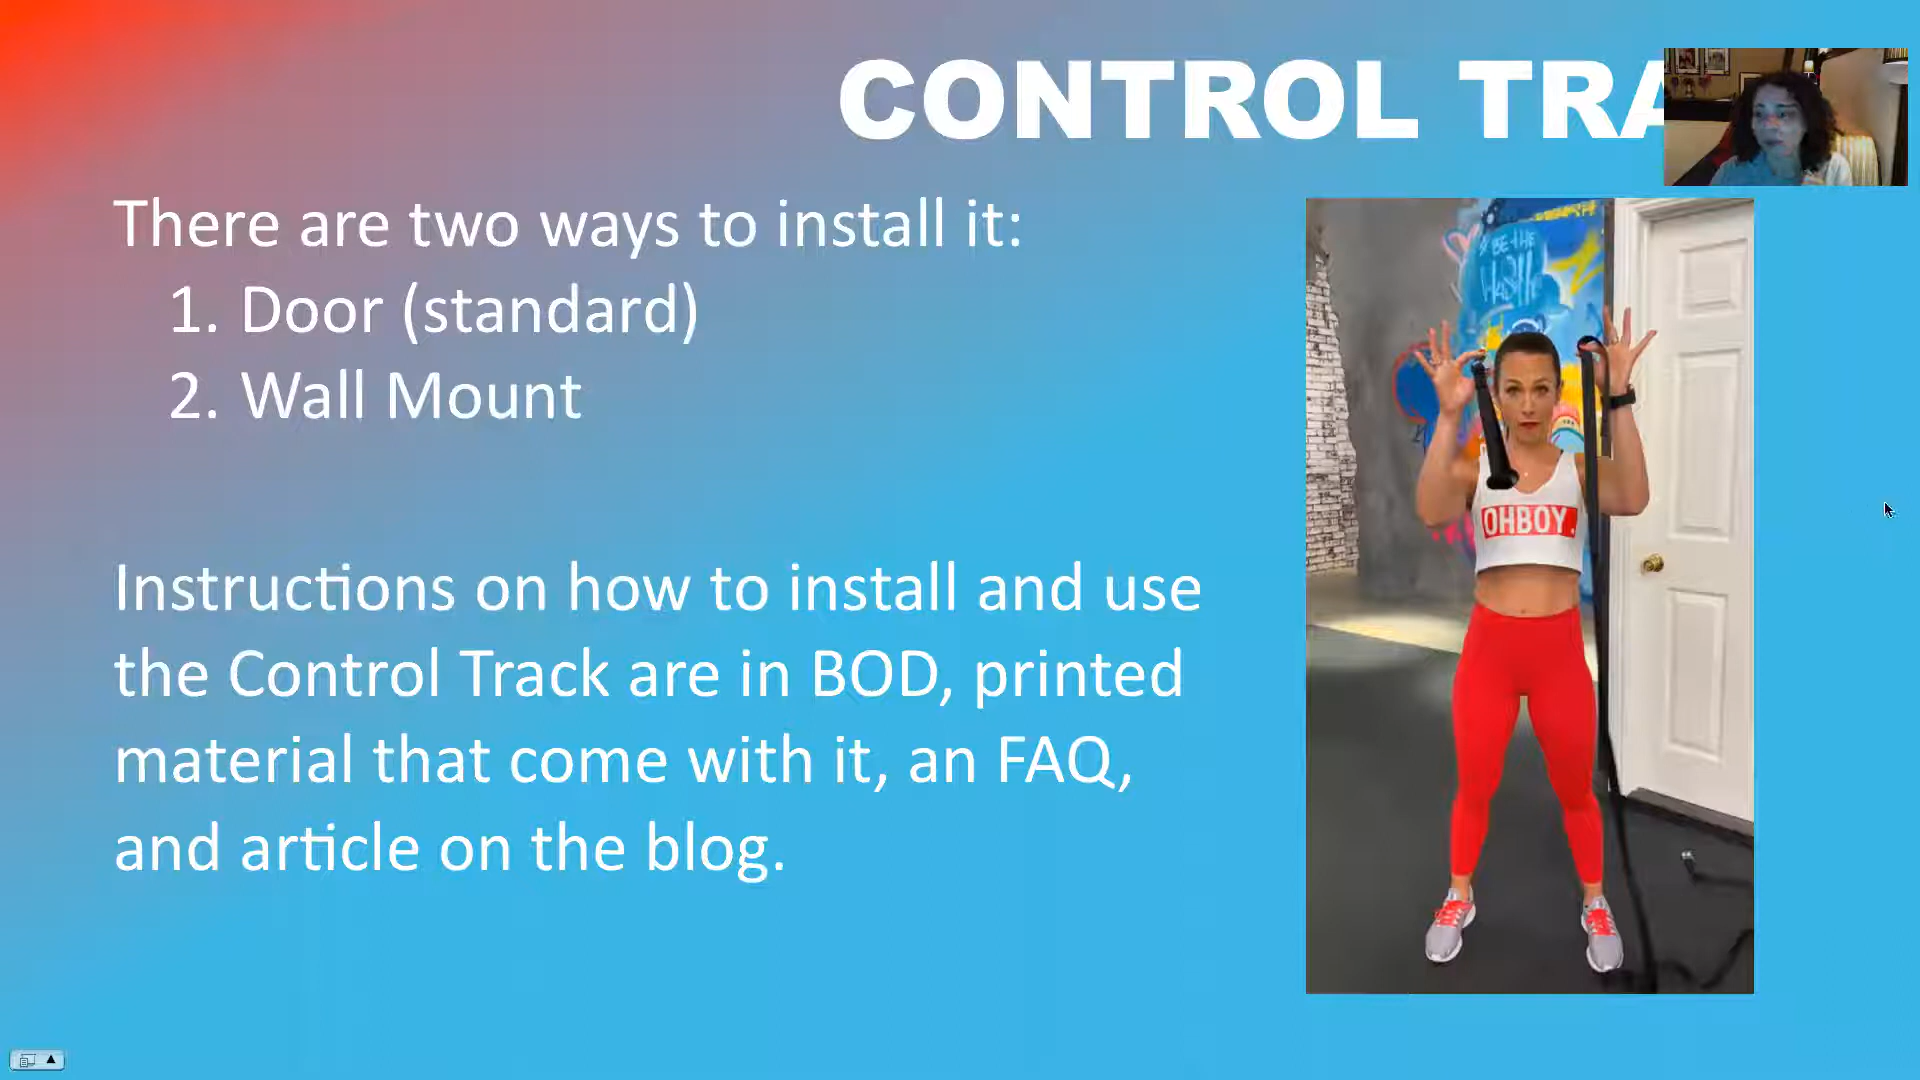 CONTROL TRA
There are two ways to install it:
1. Door (standard)
2. Wall Mount
Instructions on how to install and use
the Control Track are in BOD, printed
material that come with it, an FAQ,
and article on the blog.
BE THE
OHBOY.